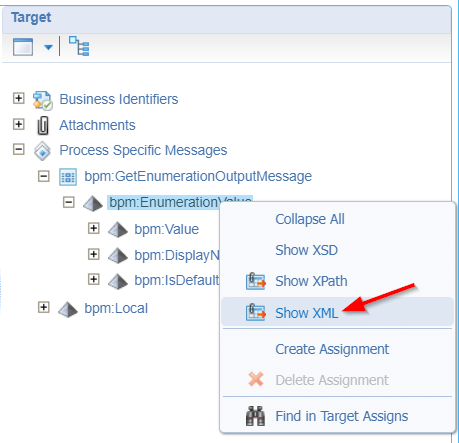 Target
Business Identifiers
Attachments
Process Specific Messages
bpm:GetEnumerationOutputMessage
bpm:EnumerationValue
bpm:Value
bpm:DisplayN
bpm:IsDefault
bpm:Local
Collapse All
Show XSD
Show XPath
Show XML
Create Assignment
Delete Assignment
Find in Target Assigns